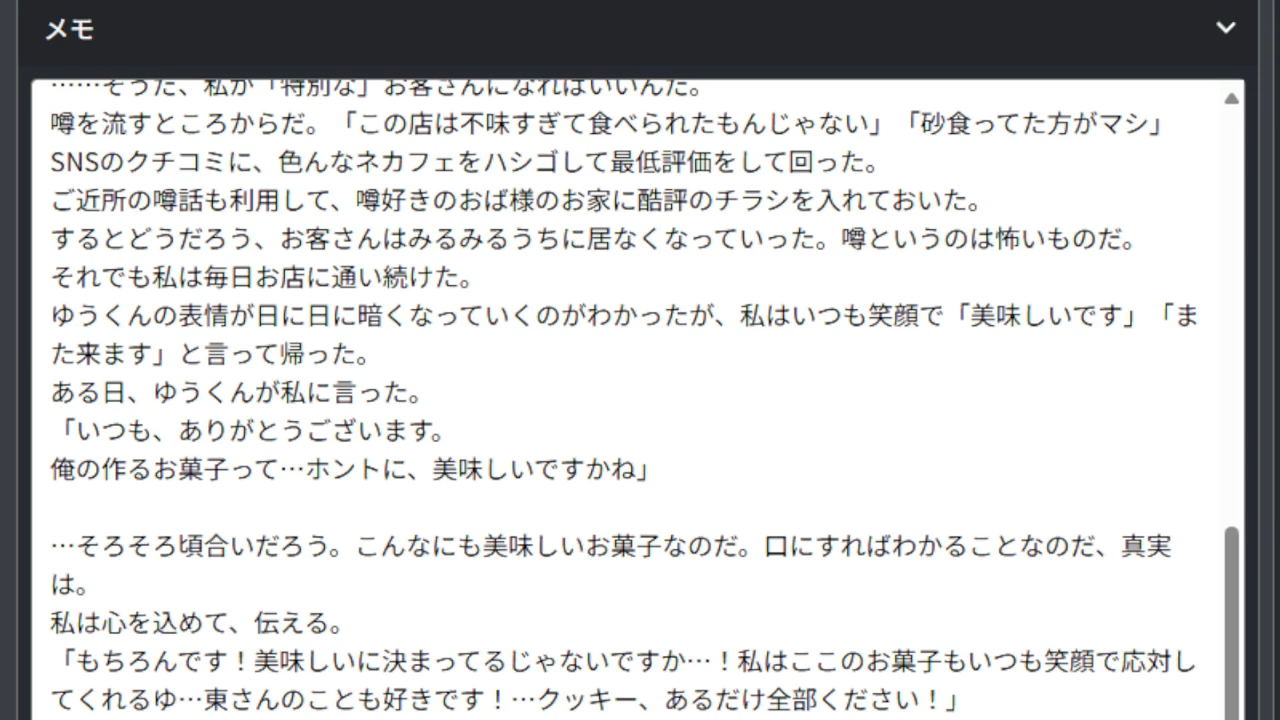 メモ
……そうだ、私が「特別な」お客さんになればいいんだ。
噂を流すところからだ。「この店は不味すぎて食べられたもんじゃない」「砂食ってた方がマシ」
SNSのクチコミに、色んなネカフェをハシゴして最低評価をして回った。
ご近所の噂話も利用して、噂好きのおば様のお家に酷評のチラシを入れておいた。
するとどうだろう、お客さんはみるみるうちに居なくなっていった。噂というのは怖いものだ。
それでも私は毎日お店に通い続けた。
ゆうくんの表情が日に日に暗くなっていくのがわかったが、私はいつも笑顔で「美味しいです」「ま
た来ます」と言って帰った。
ある日、ゆうくんが私に言った。
「いつも、ありがとうございます。
俺の作るお菓子って…ホントに、美味しいですかね」
…そろそろ頃合いだろう。こんなにも美味しいお菓子なのだ。口にすればわかることなのだ、真実
は。
私は心を込めて、伝える。
「もちろんです！美味しいに決まってるじゃないですか…！私はここのお菓子もいつも笑顔で応対し
てくれるゆ…東さんのことも好きです！…クッキー、あるだけ全部ください！」